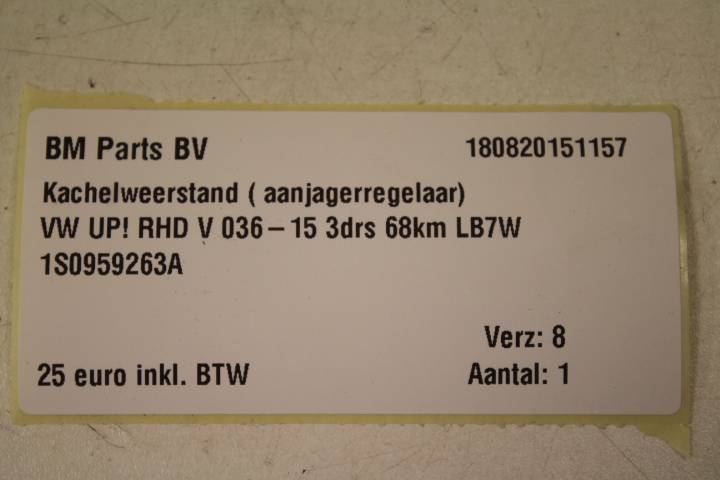 BM Parts BV 180820151157
Kachelweerstand ( aanjagerregelaar)
VW UP! RHD V 036 – 15 3drs 68km LB7W
1S0959263A
Verz: 8
25 euro inkl. BTW Aantal: 1